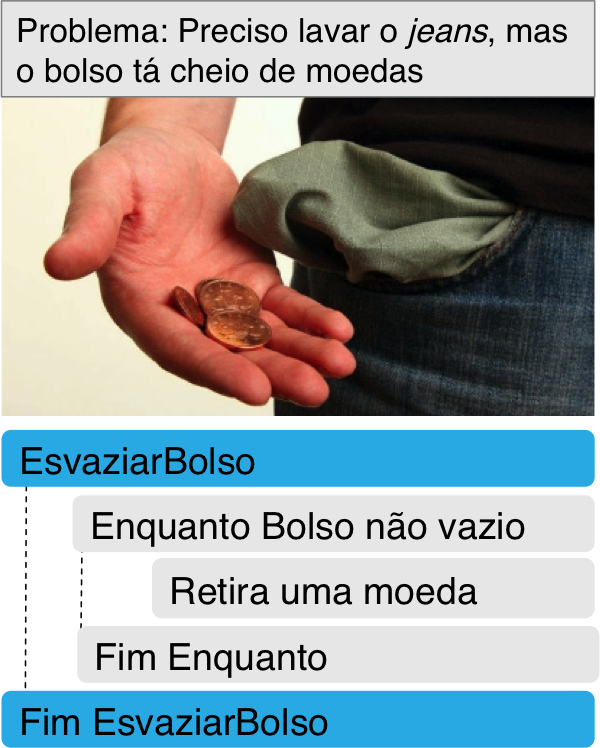 Problema: Preciso lavar o jeans, mas
o bolso tá cheio de moedas
EsvaziarBolso
Enquanto Bolso não vazio
Retira uma moeda
Fim Enquanto
Fim EsvaziarBolso